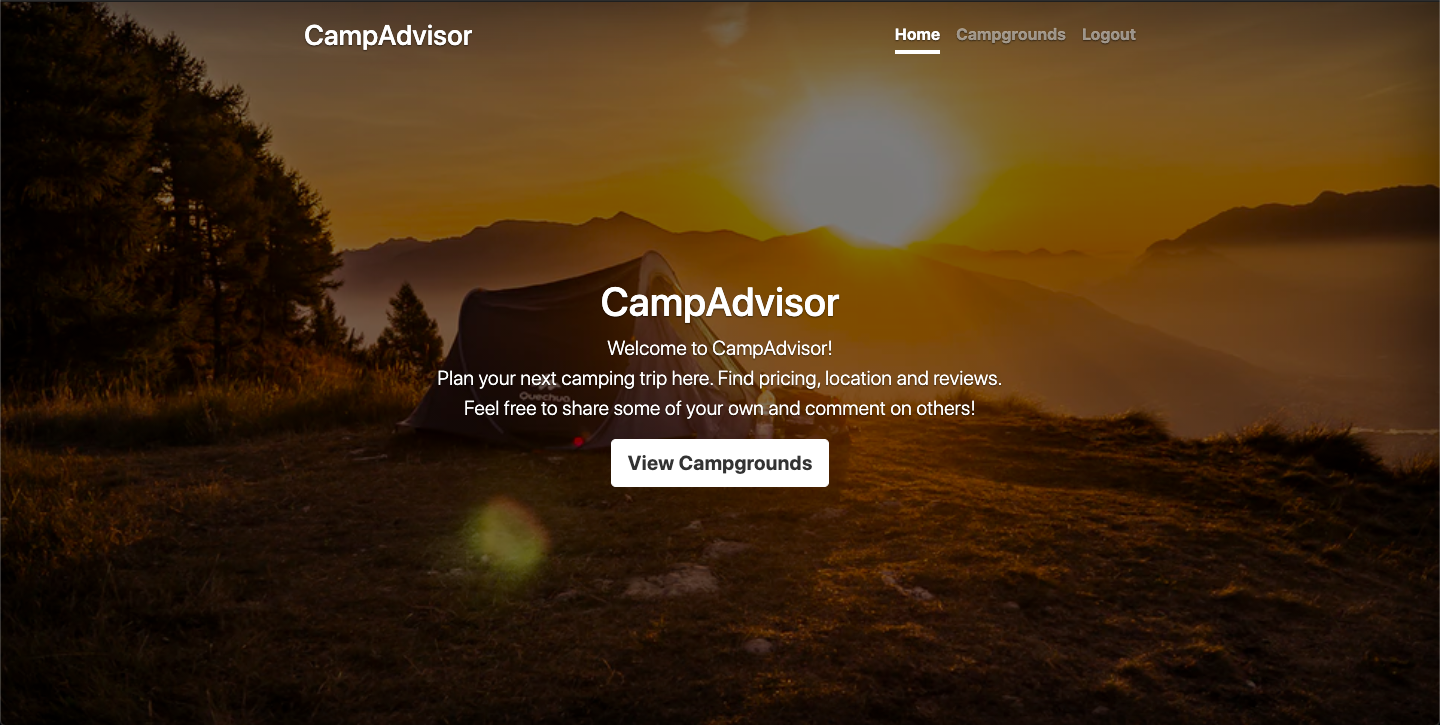 CampAdvisor
Home Campgrounds Logout
CampAdvisor
Welcome to CampAdvisor!
Plan your next camping trip here. Find pricing, location and reviews.
Quechua
Feel free to share some of your own and comment on others!
View Campgrounds